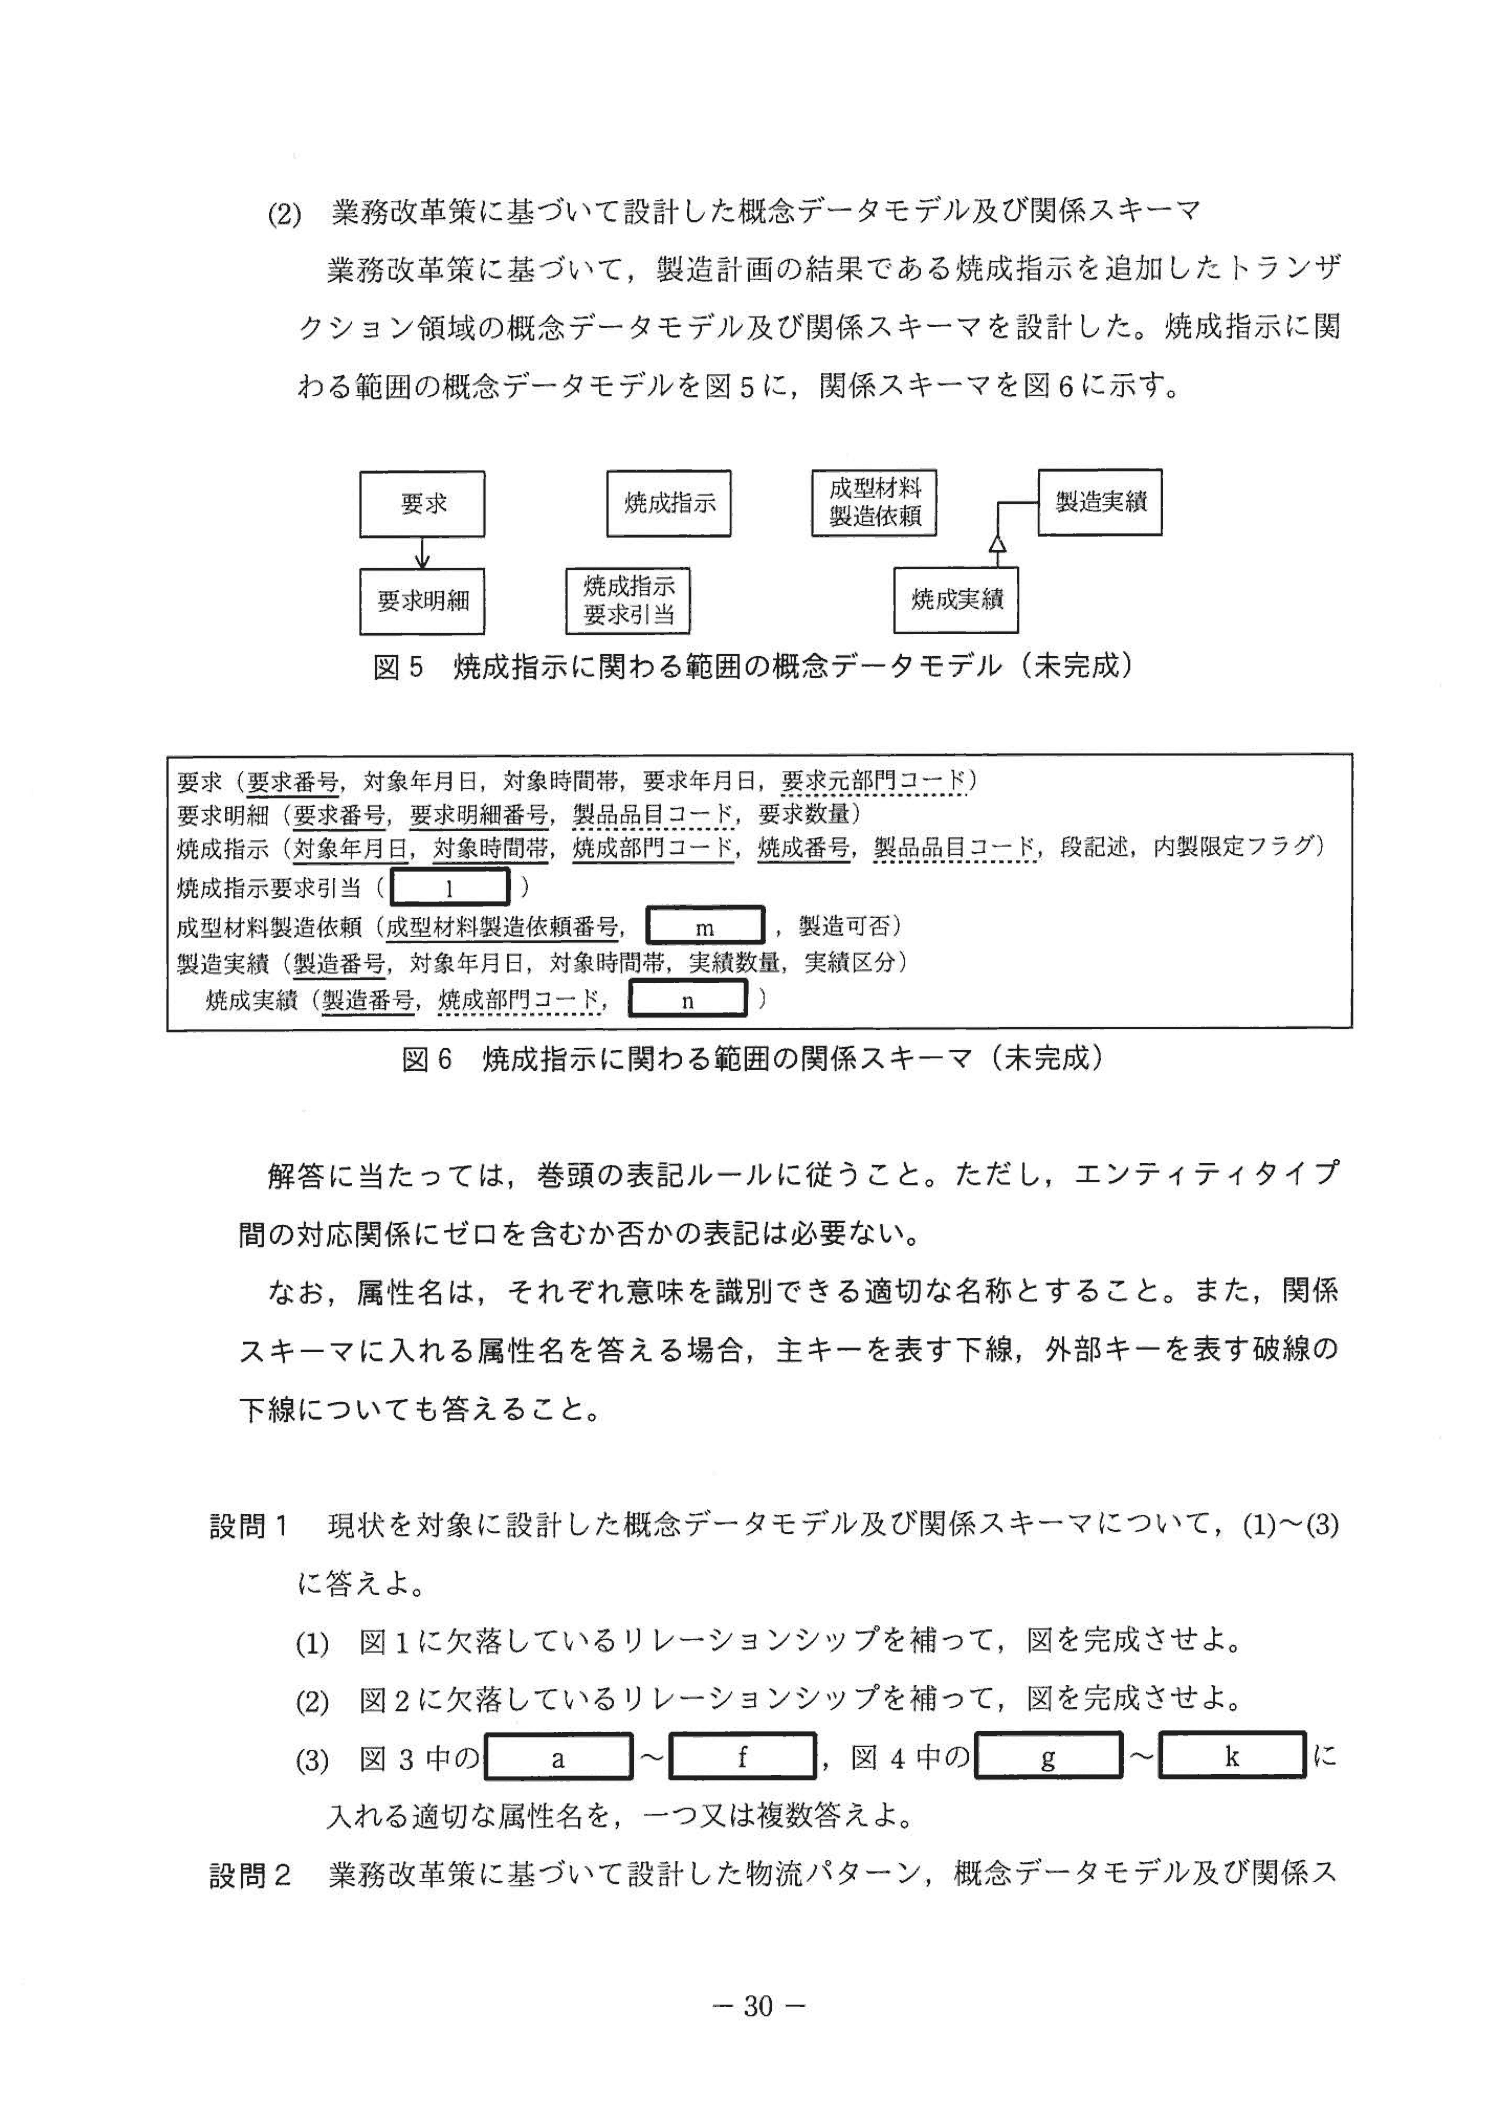 (2) 業務改革策に基づいて設計した概念データモデル及び関係スキーマ
業務改革策に基づいて，製造計画の結果である焼成指示を追加したトランザ
クション領域の概念データモデル及び関係スキーマを設計した。焼成指示に関
わる範囲の概念データモデルを図5に，関係スキーマを図6に示す。
要求
焼成指示
成型材料
製造依頼
製造実績
要求明細
焼成指示
要求引当
焼成実績
図5 焼成指示に関わる範囲の概念データモデル（未完成）
要求（要求番号，対象年月日，対象時間帯，要求年月日，要求元部門コード）
要求明細（要求番号，要求明細番号，製品品目コード，要求数量）
焼成指示（対象年月日，対象時間帯，焼成部門コード，焼成番号，製品品目コード，段記述，内製限定フラグ）
焼成指示要求引当（ l ）
成型材料製造依頼（成型材料製造依頼番号， m ，製造可否）
製造実績（製造番号，対象年月日，対象時間帯，実績数量，実績区分）
焼成実績（製造番号，焼成部門コード， n ）
図6 焼成指示に関わる範囲の関係スキーマ（未完成）
解答に当たっては，巻頭の表記ルールに従うこと。ただし，エンティティタイプ
間の対応関係にゼロを含むか否かの表記は必要ない。
なお，属性名は，それぞれ意味を識別できる適切な名称とすること。また，関係
スキーマに入れる属性名を答える場合，主キーを表す下線，外部キーを表す破線の
下線についても答えること。
設問1 現状を対象に設計した概念データモデル及び関係スキーマについて，(1)～(3)
に答えよ。
(1) 図1に欠落しているリレーションシップを補って，図を完成させよ。
(2) 図2に欠落しているリレーションシップを補って，図を完成させよ。
(3) 図3中の a ～ f ，図4中の g ～ k に
入れる適切な属性名を，一つ又は複数答えよ。
設問2 業務改革策に基づいて設計した物流パターン，概念データモデル及び関係ス
－ 30 －